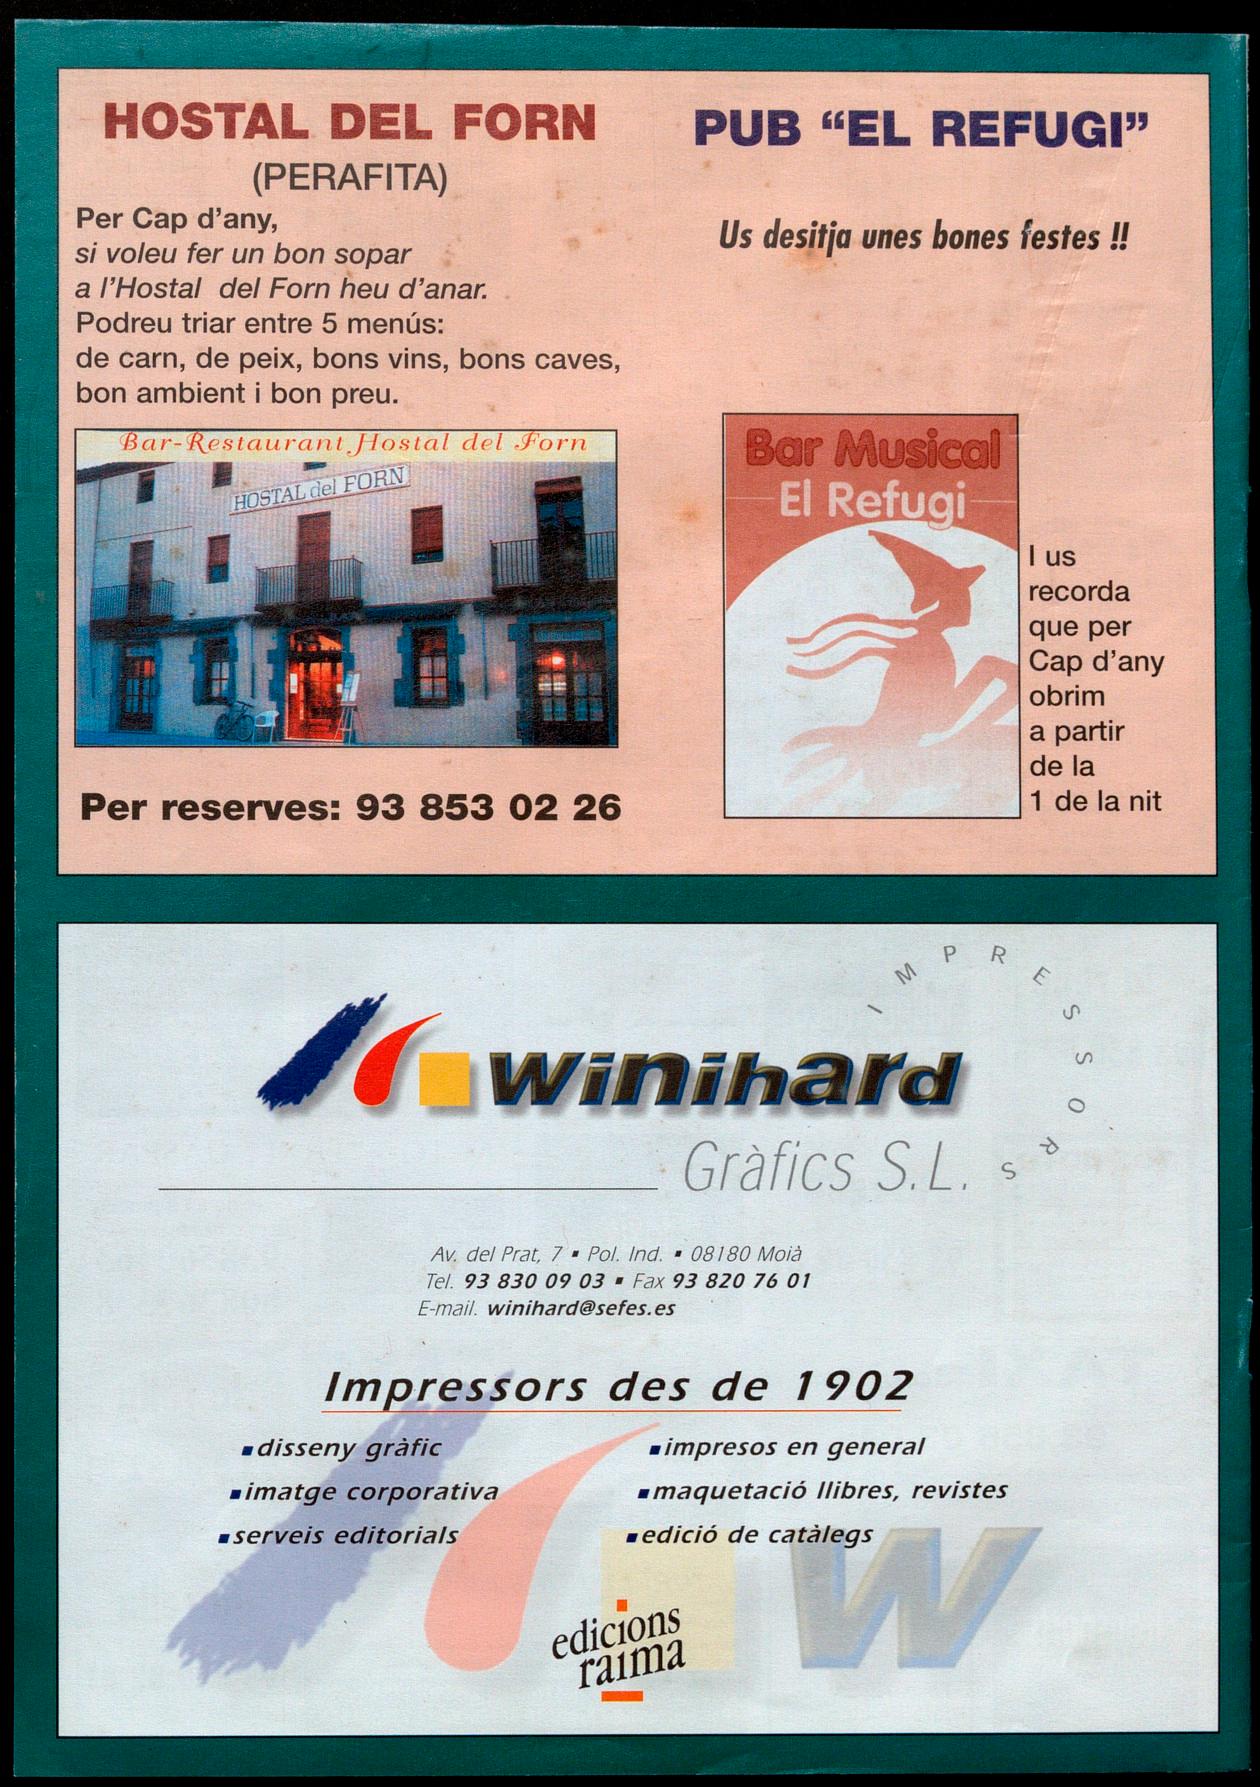 HOSTAL DEL FORN
(PERAFITA)
Per Cap d’any,
si voleu fer un bon sopar
a l’Hostal del Forn heu d’anar.
Podreu triar entre 5 menús:
de carn, de peix, bons vins, bons caves,
bon ambient i bon preu.
Bar-Restaurant Hostal del Forn
HOSTAL del FORN
Per reserves: 93 853 02 26
PUB “EL REFUGI”
Us desitja unes bones festes !!
Bar Musical
El Refugi
I us
recorda
que per
Cap d’any
obrim
a partir
de la
1 de la nit
IMPRESSORS
Winihard
Gràfics S.L.
Av. del Prat, 7 ▪ Pol. Ind. ▪ 08180 Moià
Tel. 93 830 09 03 ▪ Fax 93 820 76 01
E-mail. winihard@sefes.es
Impressors des de 1902
▪disseny gràfic
▪imatge corporativa
▪serveis editorials
▪impresos en general
▪maquetació llibres, revistes
▪edició de catàlegs
W
edicions
raima